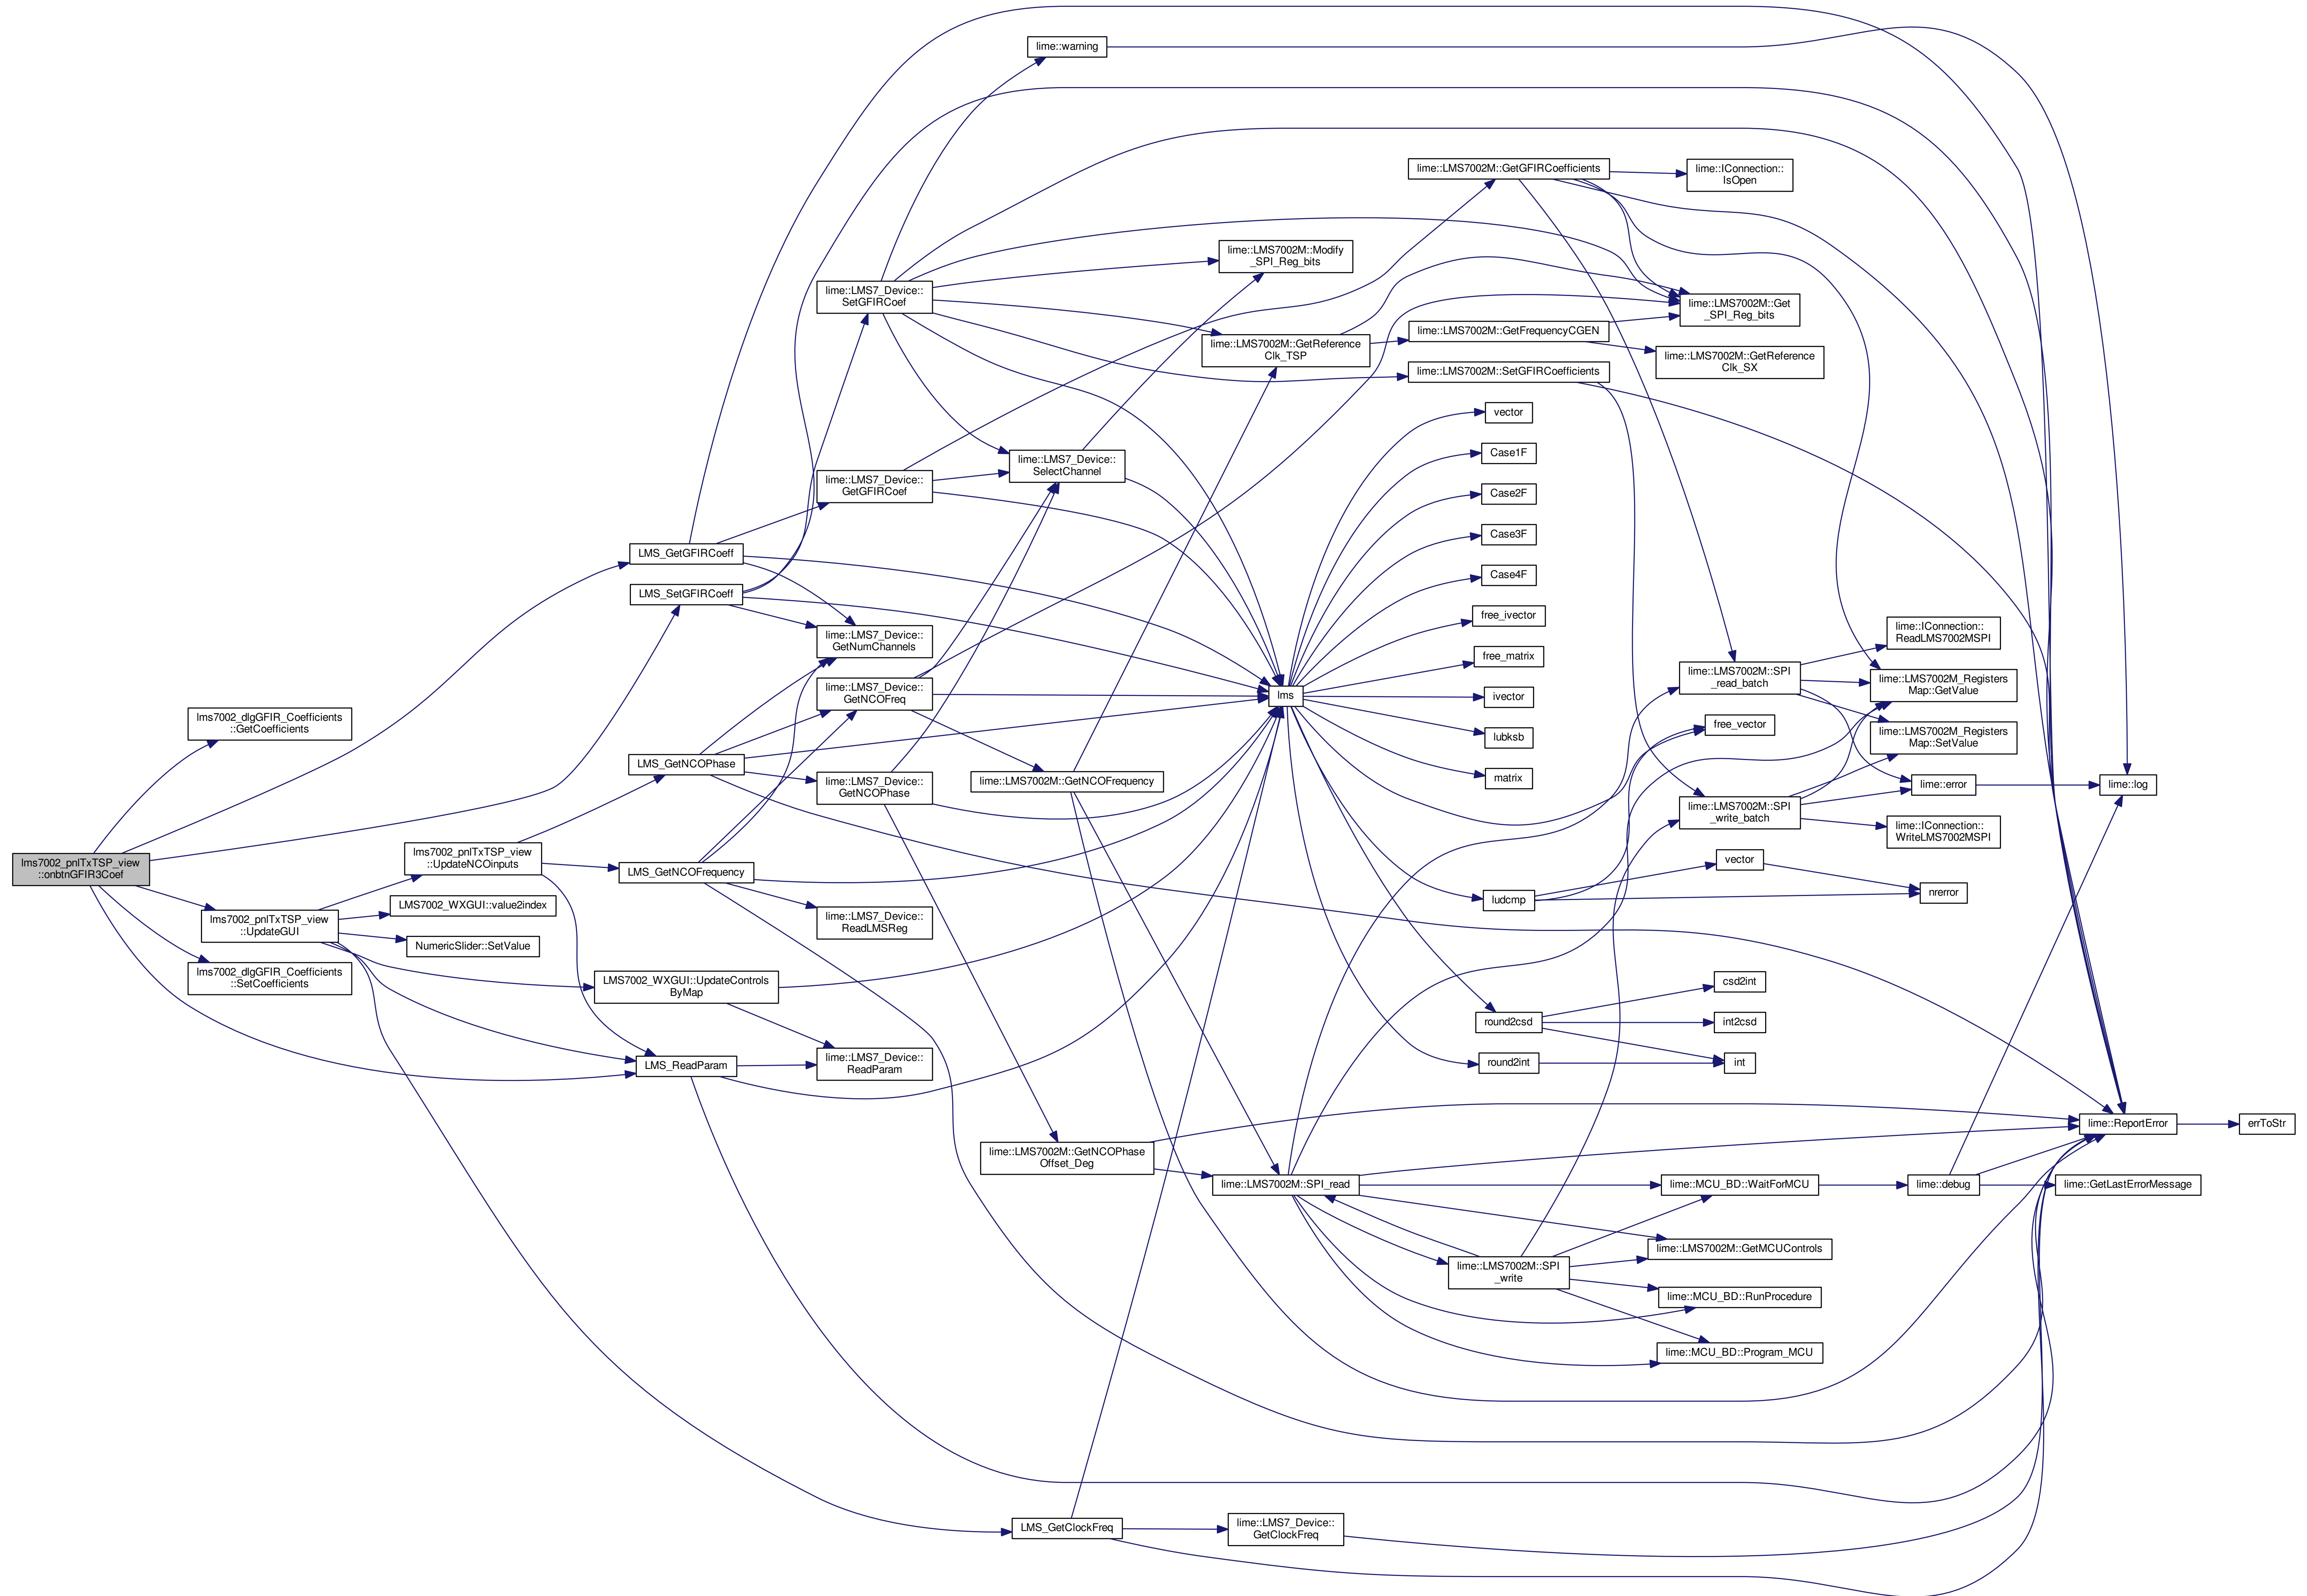 lime::warning
lime::LMS7002M::GetGFIRCoefficients
lime::IConnection::
IsOpen
lime::LMS7002M::Modify
_SPI_Reg_bits
lime::LMS7_Device::
SetGFIRCoef
lime::LMS7002M::Get
_SPI_Reg_bits
lime::LMS7002M::GetFrequencyCGEN
lime::LMS7002M::GetReference
Clk_TSP
lime::LMS7002M::GetReference
Clk_SX
lime::LMS7002M::SetGFIRCoefficients
vector
Case1F
lime::LMS7_Device::
SelectChannel
lime::LMS7_Device::
GetGFIRCoef
Case2F
Case3F
LMS_GetGFIRCoeff
Case4F
LMS_SetGFIRCoeff
free_ivector
lime::LMS7_Device::
GetNumChannels
lime::IConnection::
ReadLMS7002MSPI
free_matrix
lime::LMS7002M::SPI
_read_batch
lime::LMS7002M_Registers
Map::GetValue
lime::LMS7_Device::
GetNCOFreq
lms
ivector
lms7002_dlgGFIR_Coefficients
::GetCoefficients
free_vector
lubksb
lime::LMS7002M_Registers
Map::SetValue
LMS_GetNCOPhase
matrix
lime::LMS7002M::GetNCOFrequency
lime::LMS7_Device::
GetNCOPhase
lime::error
lime::log
lime::LMS7002M::SPI
_write_batch
lime::IConnection::
WriteLMS7002MSPI
lms7002_pnlTxTSP_view
::UpdateNCOinputs
vector
lms7002_pnlTxTSP_view
::onbtnGFIR3Coef
LMS_GetNCOFrequency
nrerror
ludcmp
LMS7002_WXGUI::value2index
lms7002_pnlTxTSP_view
::UpdateGUI
lime::LMS7_Device::
ReadLMSReg
NumericSlider::SetValue
lms7002_dlgGFIR_Coefficients
::SetCoefficients
csd2int
LMS7002_WXGUI::UpdateControls
ByMap
round2csd
int2csd
LMS_ReadParam
lime::LMS7_Device::
ReadParam
round2int
int
lime::ReportError
errToStr
lime::LMS7002M::GetNCOPhase
Offset_Deg
lime::LMS7002M::SPI_read
lime::MCU_BD::WaitForMCU
lime::debug
lime::GetLastErrorMessage
lime::LMS7002M::GetMCUControls
lime::LMS7002M::SPI
_write
lime::MCU_BD::RunProcedure
lime::MCU_BD::Program_MCU
LMS_GetClockFreq
lime::LMS7_Device::
GetClockFreq